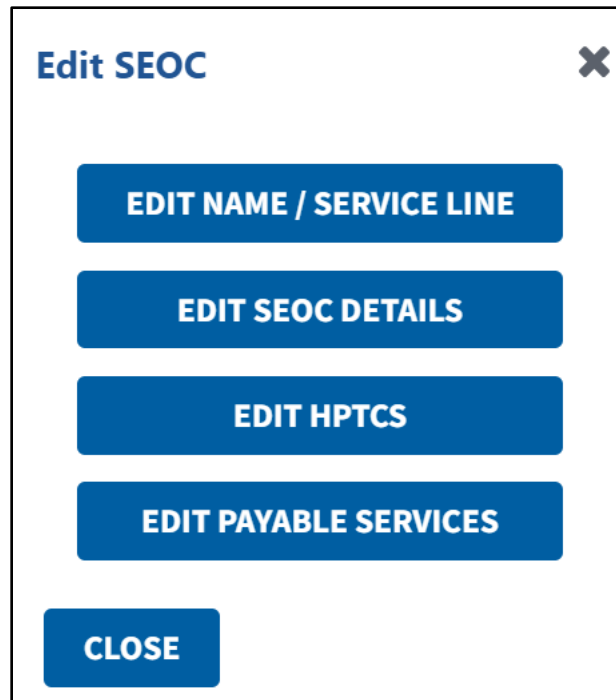 Edit SEOC
EDIT NAME / SERVICE LINE
EDIT SEOC DETAILS
EDIT HPTCS
EDIT PAYABLE SERVICES
CLOSE